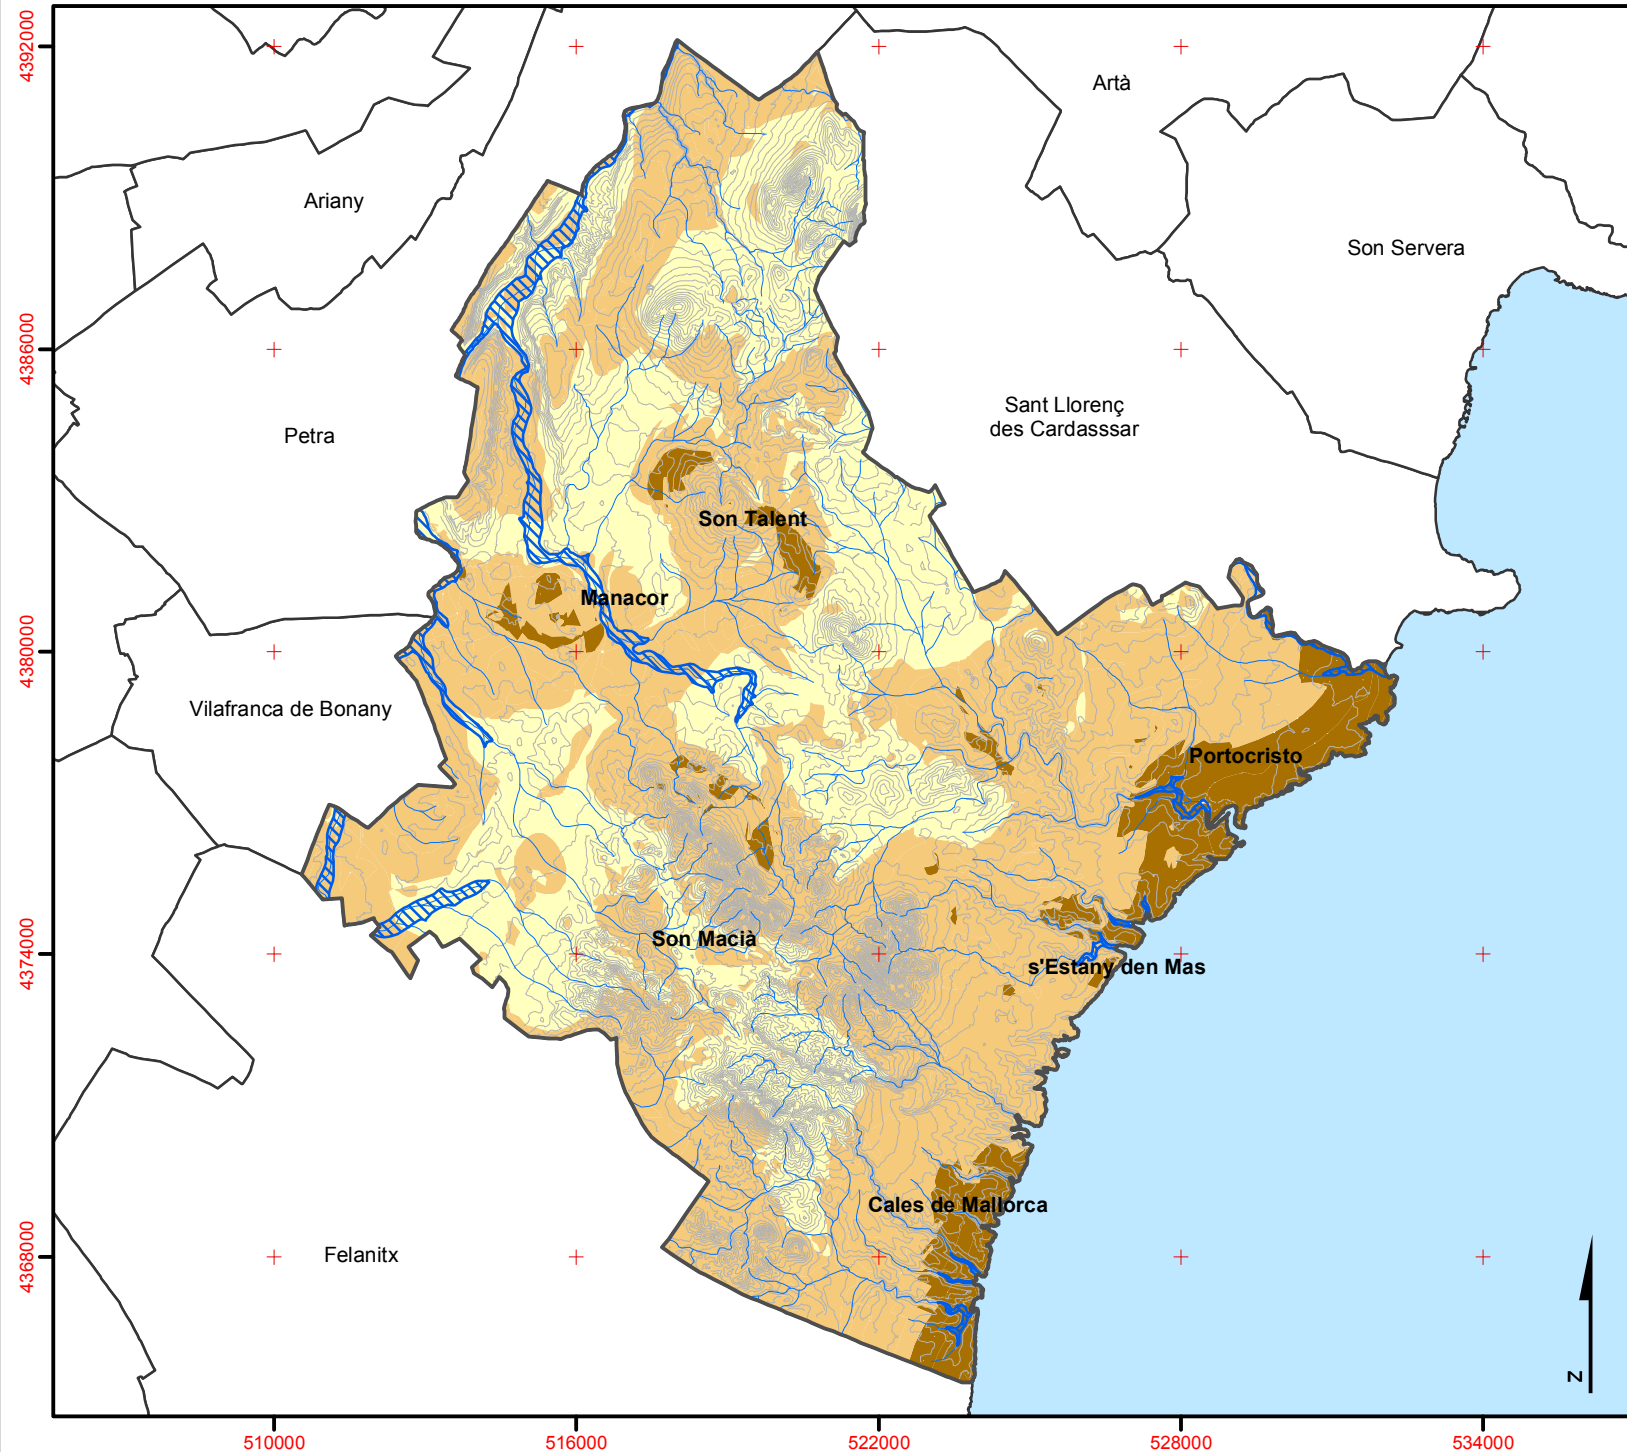 4392000
Artà
Ariany
Son Servera
4386000
Sant Llorenç
des Cardasssar
Petra
Son Talent
Manacor
4380000
Vilafranca de Bonany
Portocristo
Son Macià
4374000
s'Estany den Mas
Cales de Mallorca
Felanitx
4368000
N
510000
516000
522000
528000
534000